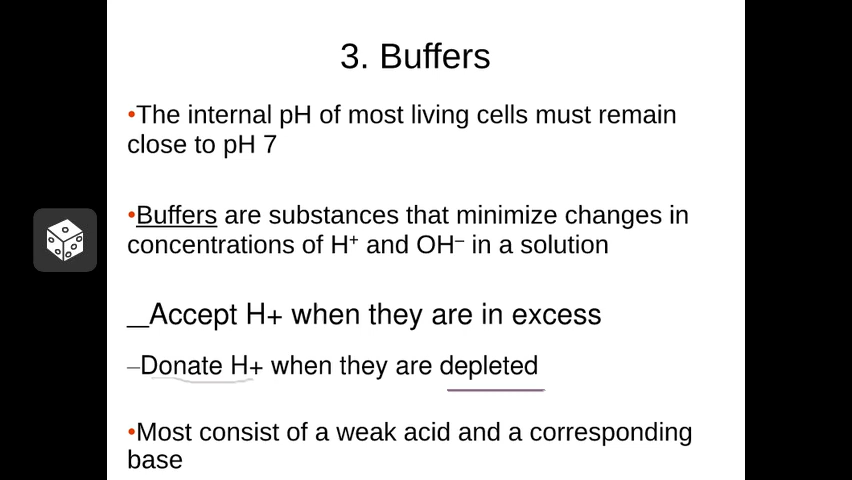 3. Buffers
•The internal pH of most living cells must remain
close to pH 7
•Buffers are substances that minimize changes in
concentrations of H⁺ and OH⁻ in a solution
_Accept H+ when they are in excess
–Donate H+ when they are depleted
•Most consist of a weak acid and a corresponding
base